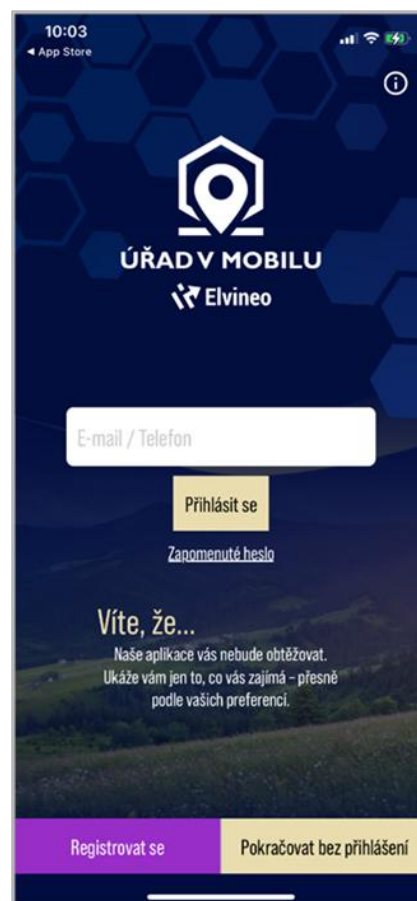 10:03
◄ App Store
ÚŘAD V MOBILU
Elvineo
E-mail / Telefon
Přihlásit se
Zapomenuté heslo
Víte, že...
Naše aplikace vás nebude obtěžovat.
Ukáže vám jen to, co vás zajímá – přesně
podle vašich preferencí.
Registrovat se
Pokračovat bez přihlášení